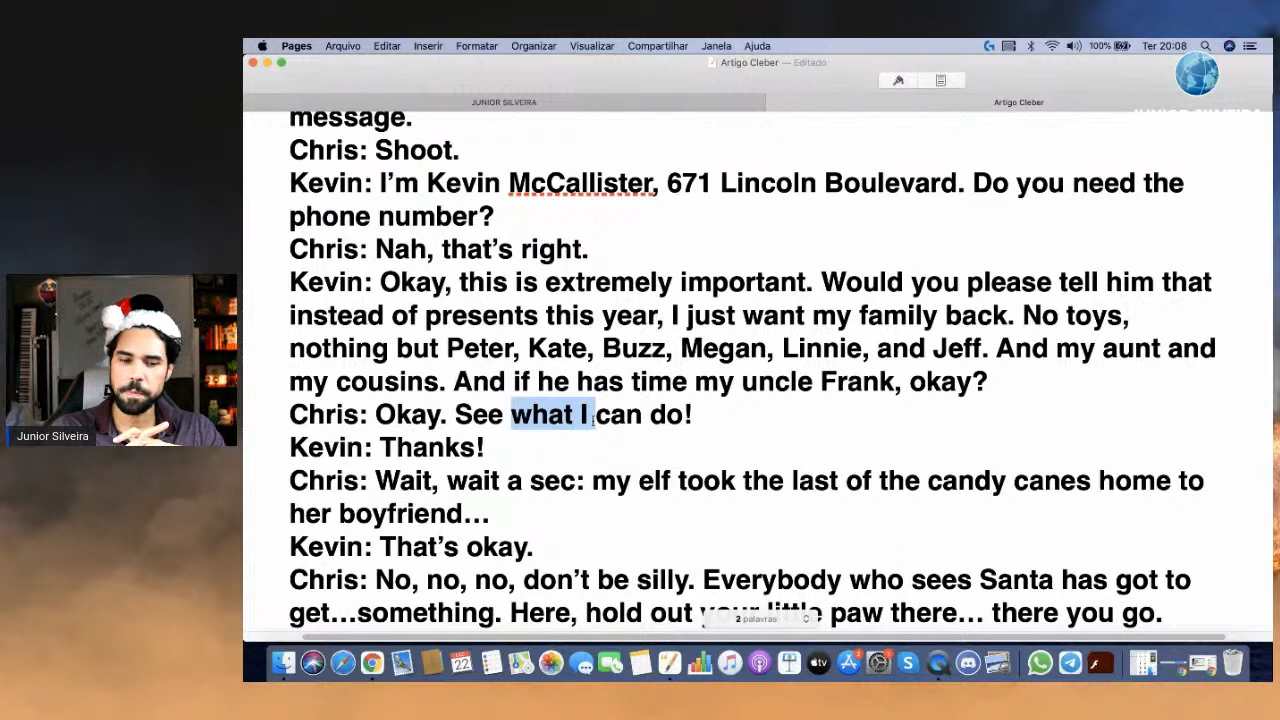 Pages Arquivo Editar Inserir Formatar Organizar Visualizar Compartilhar Janela Ajuda 100% Ter 20:08
Artigo Cleber — Editado
JUNIOR SILVEIRA Artigo Cleber
message.
Chris: Shoot.
Kevin: I’m Kevin McCallister, 671 Lincoln Boulevard. Do you need the
phone number?
Chris: Nah, that’s right.
Kevin: Okay, this is extremely important. Would you please tell him that
instead of presents this year, I just want my family back. No toys,
nothing but Peter, Kate, Buzz, Megan, Linnie, and Jeff. And my aunt and
my cousins. And if he has time my uncle Frank, okay?
Chris: Okay. See what I can do!
Junior Silveira
Kevin: Thanks!
Chris: Wait, wait a sec: my elf took the last of the candy canes home to
her boyfriend…
Kevin: That’s okay.
Chris: No, no, no, don’t be silly. Everybody who sees Santa has got to
get…something. Here, hold out your little paw there… there you go.
2 palavras
22
tv